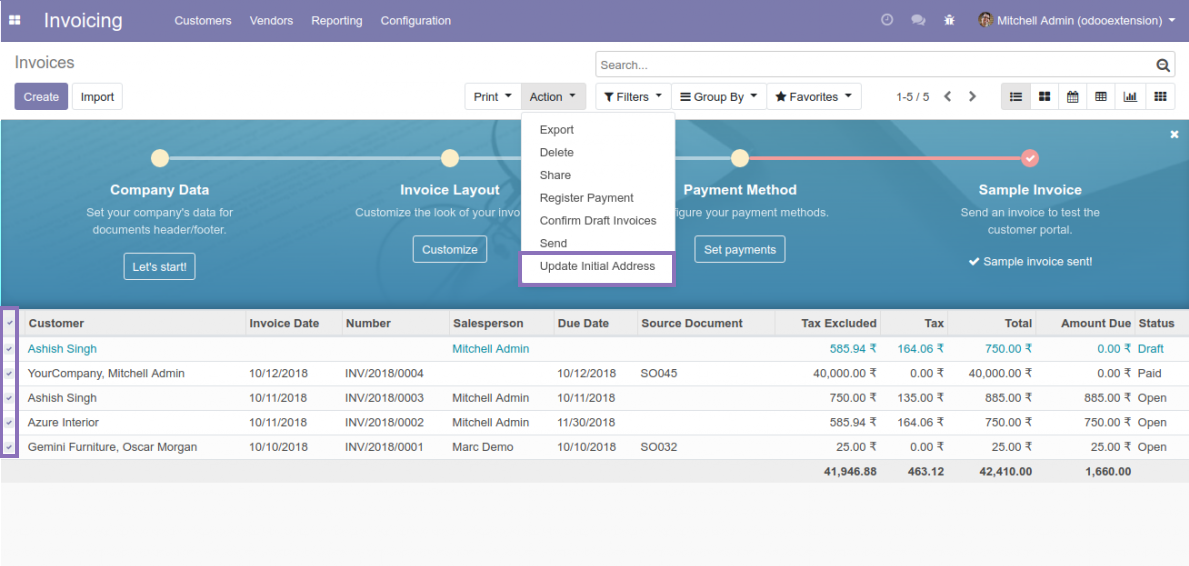 Invoicing Customers Vendors Reporting Configuration Mitchell Admin (odooextension)
Invoices Search...
Create Import Print Action Filters Group By Favorites 1-5 / 5
Export
Delete
Share
Register Payment
Confirm Draft Invoices
Send
Update Initial Address
Company Data
Set your company's data for
documents header/footer.
Let's start!
Invoice Layout
Customize the look of your invo
Customize
Payment Method
figure your payment methods.
Set payments
Sample Invoice
Send an invoice to test the
customer portal.
Sample invoice sent!
Customer Invoice Date Number Salesperson Due Date Source Document Tax Excluded Tax Total Amount Due Status
Ashish Singh Mitchell Admin 585.94 ₹ 164.06 ₹ 750.00 ₹ 0.00 ₹ Draft
YourCompany, Mitchell Admin 10/12/2018 INV/2018/0004 10/12/2018 SO045 40,000.00 ₹ 0.00 ₹ 40,000.00 ₹ 0.00 ₹ Paid
Ashish Singh 10/11/2018 INV/2018/0003 Mitchell Admin 10/11/2018 750.00 ₹ 135.00 ₹ 885.00 ₹ 885.00 ₹ Open
Azure Interior 10/11/2018 INV/2018/0002 Mitchell Admin 11/30/2018 585.94 ₹ 164.06 ₹ 750.00 ₹ 750.00 ₹ Open
Gemini Furniture, Oscar Morgan 10/10/2018 INV/2018/0001 Marc Demo 10/10/2018 SO032 25.00 ₹ 0.00 ₹ 25.00 ₹ 25.00 ₹ Open
41,946.88 463.12 42,410.00 1,660.00